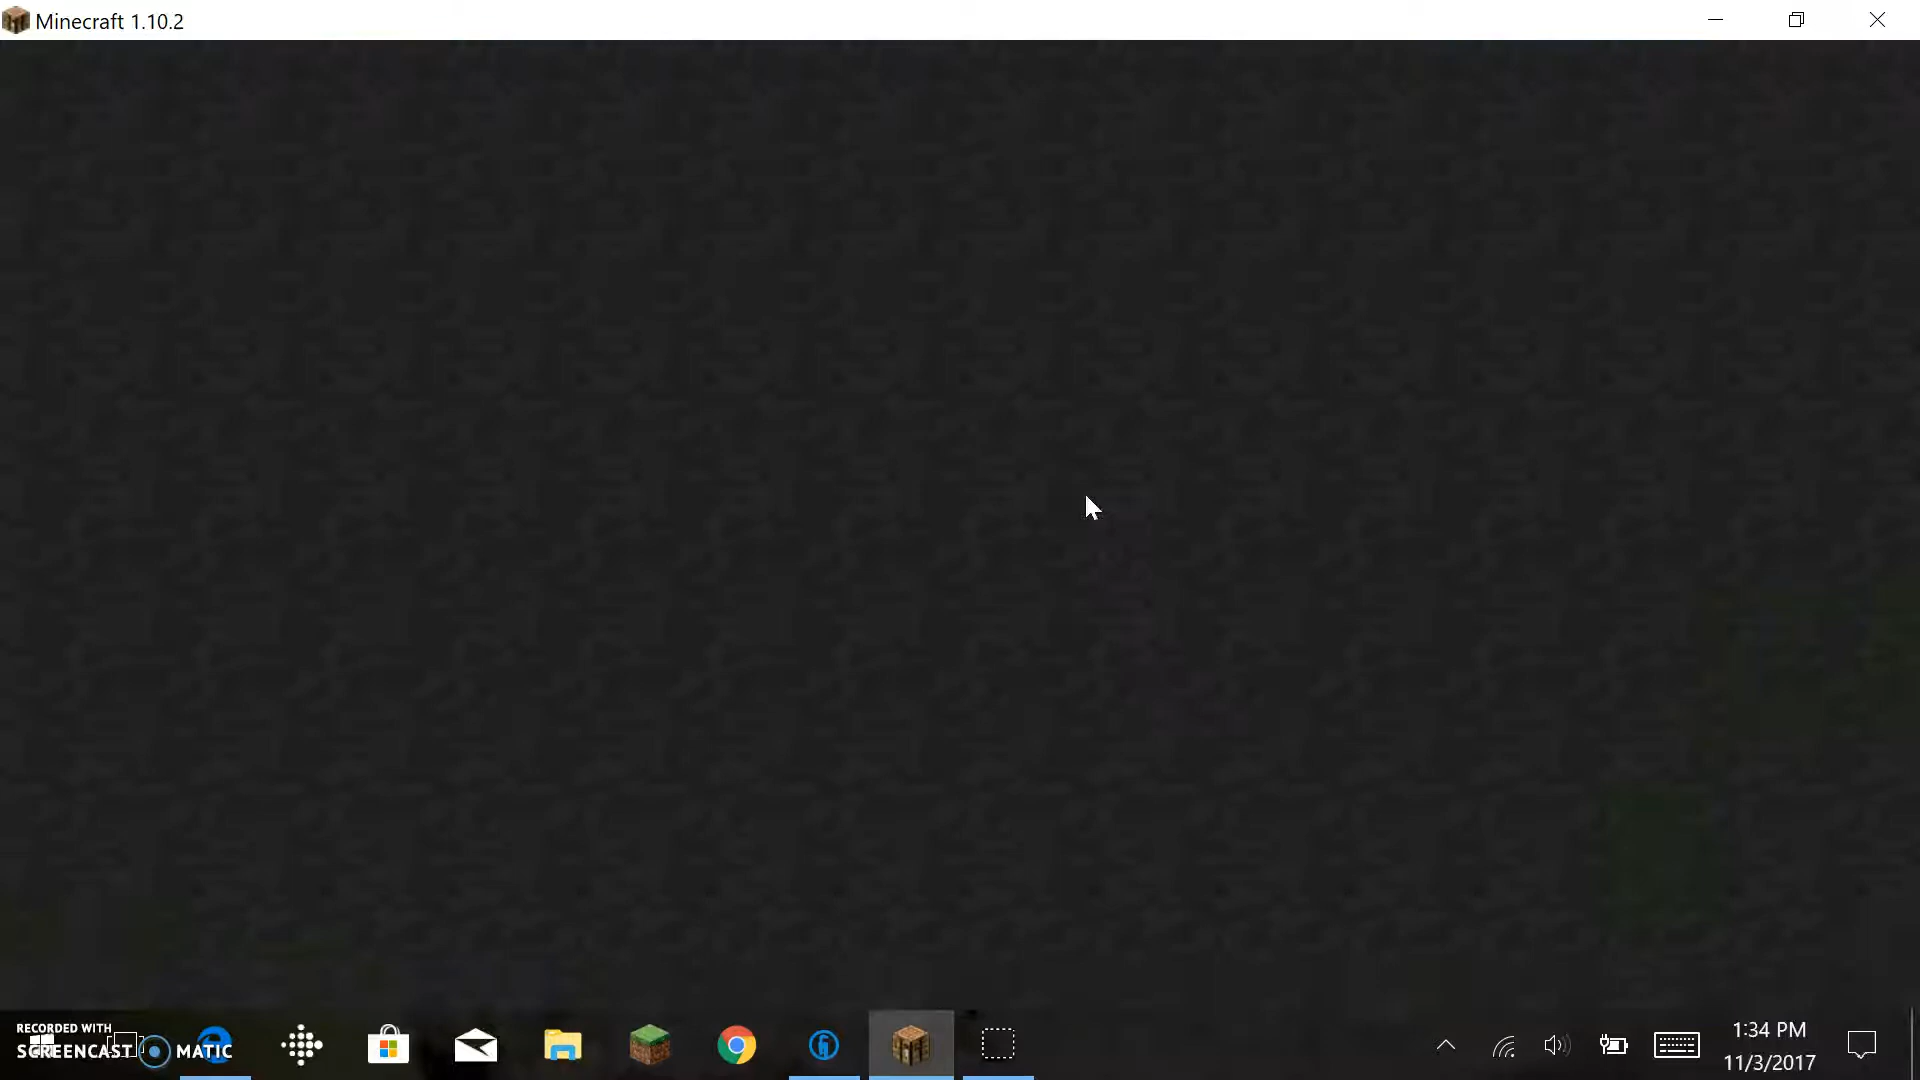 Minecraft 1.10.2
RECORDED WITH
SCREENCAST MATIC
1:34 PM
11/3/2017